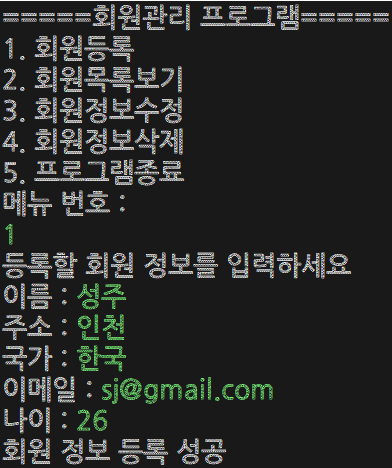 =====회원관리 프로그램=====
1. 회원등록
2. 회원목록보기
3. 회원정보수정
4. 회원정보삭제
5. 프로그램종료
메뉴 번호 :
1
등록할 회원 정보를 입력하세요
이름 : 성주
주소 : 인천
국가 : 한국
이메일 : sj@gmail.com
나이 : 26
회원 정보 등록 성공